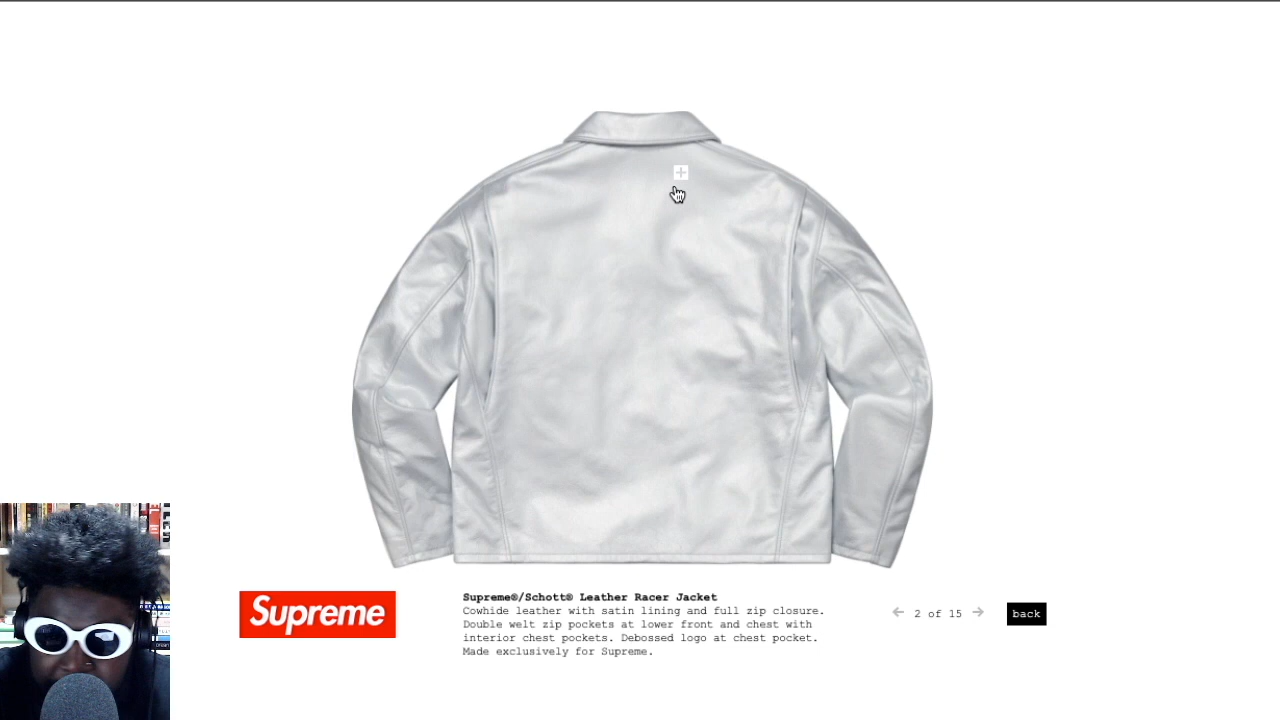 Supreme
Supreme®/Schott® Leather Racer Jacket
Cowhide leather with satin lining and full zip closure.
Double welt zip pockets at lower front and chest with
interior chest pockets. Debossed logo at chest pocket.
Made exclusively for Supreme.
← 2 of 15 →
back